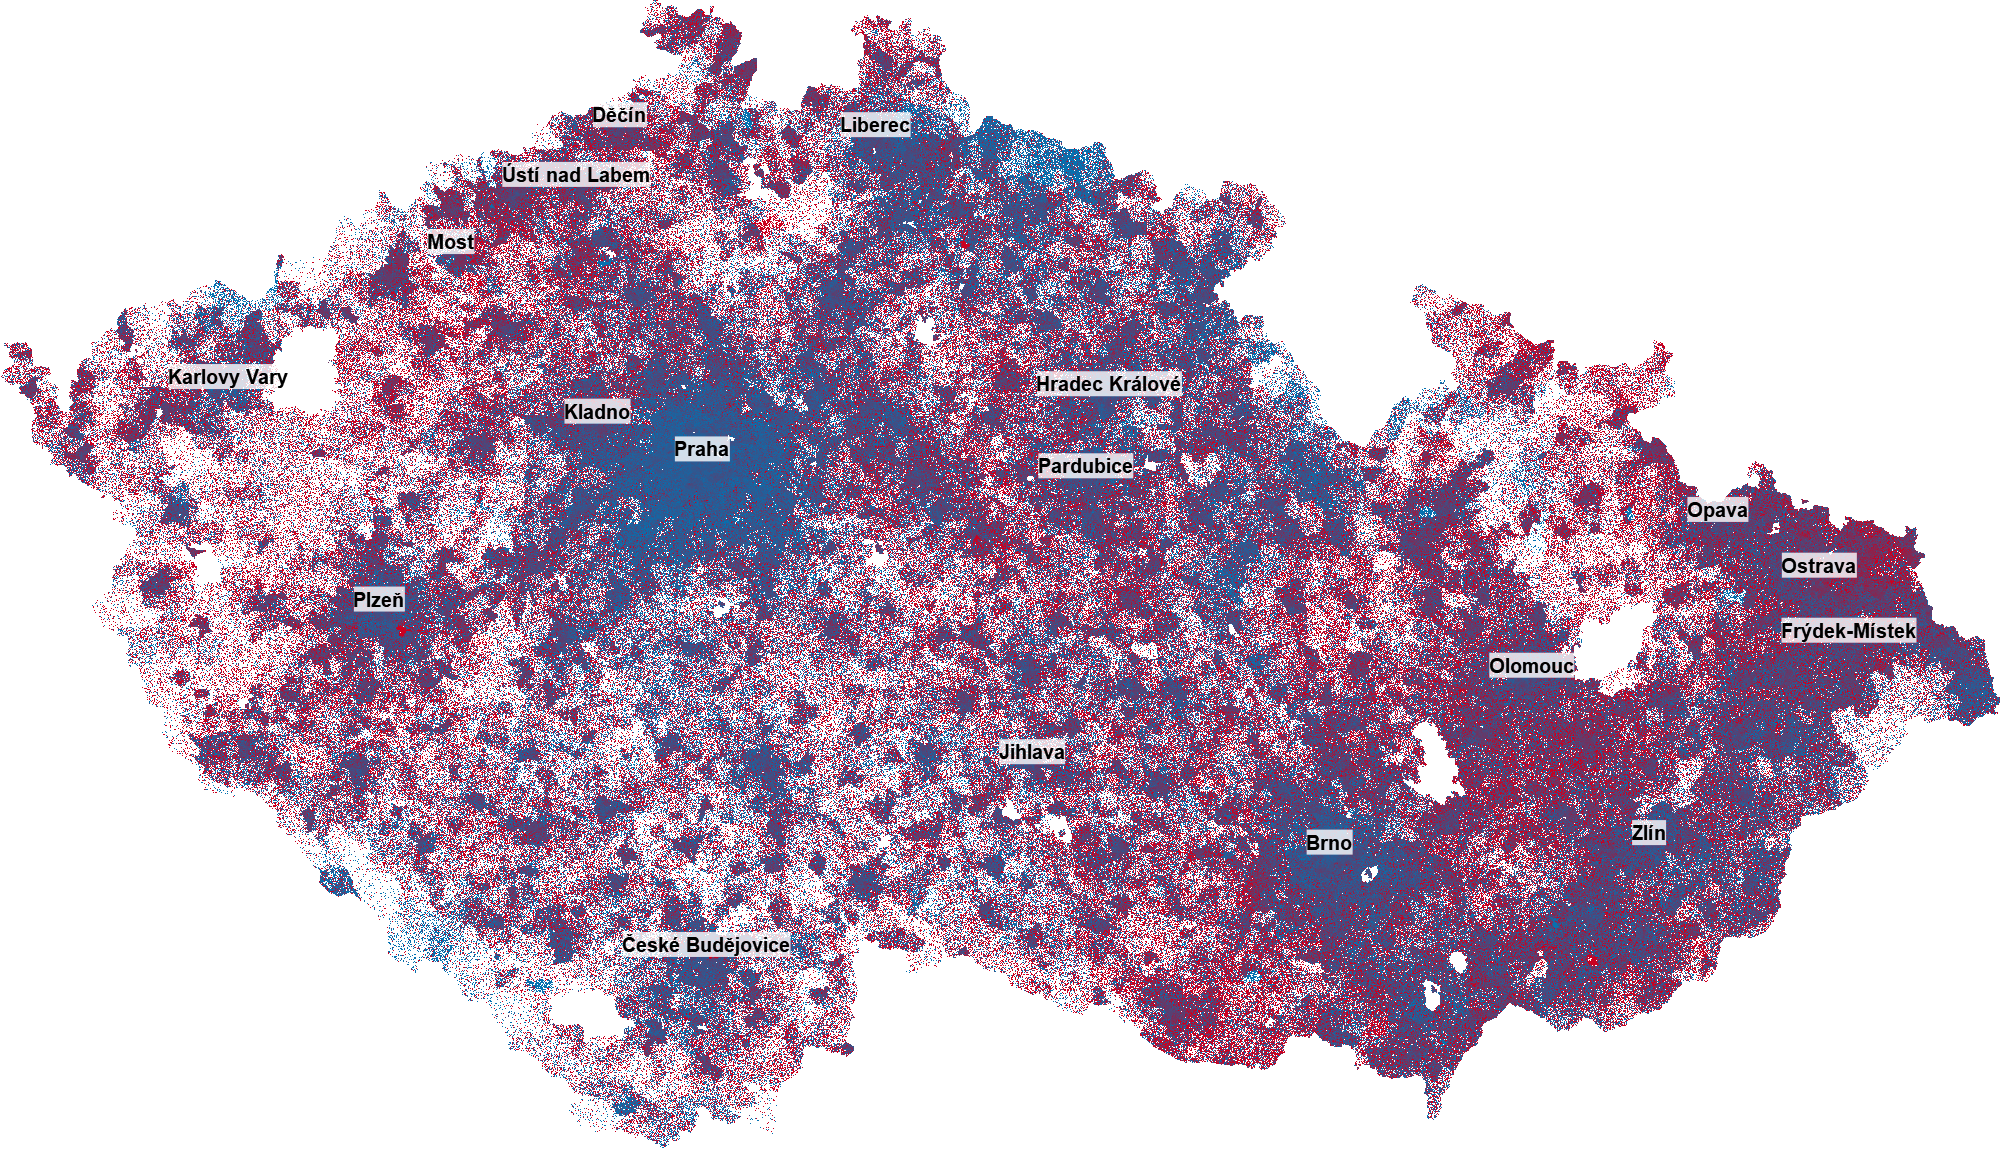 Děčín
Liberec
Ústí nad Labem
Most
Karlovy Vary
Hradec Králové
Kladno
Praha
Pardubice
Opava
Ostrava
Plzeň
Frýdek-Místek
Olomouc
Jihlava
Zlín
Brno
České Budějovice